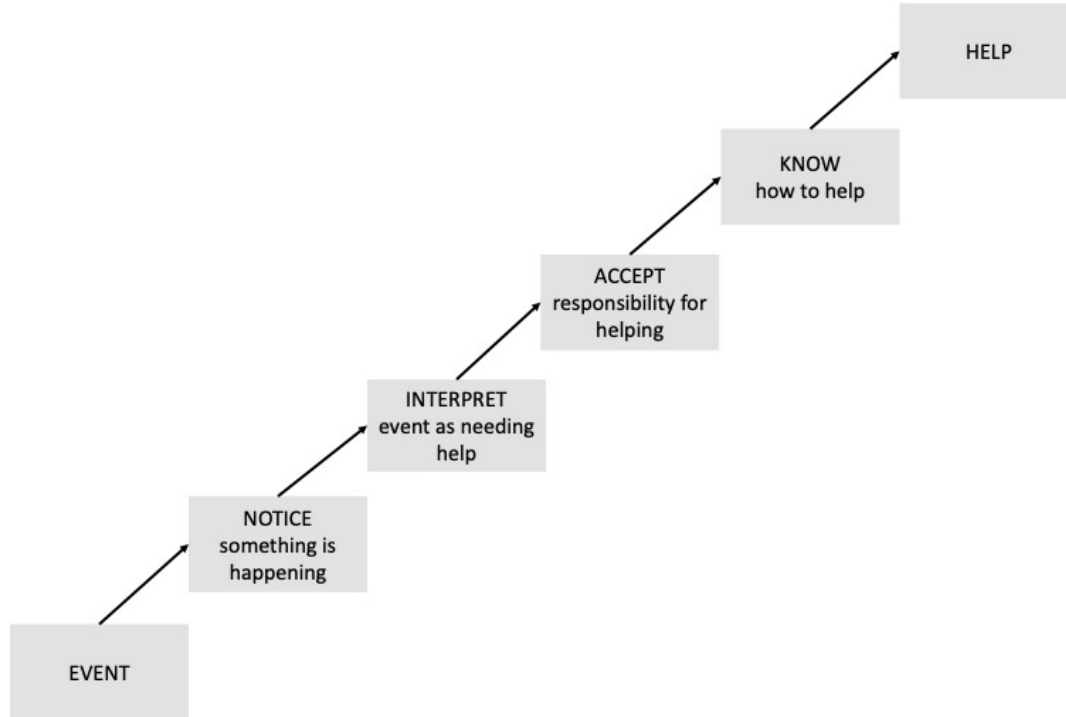 HELP
KNOW
how to help
ACCEPT
responsibility for
helping
INTERPRET
event as needing
help
NOTICE
something is
happening
EVENT